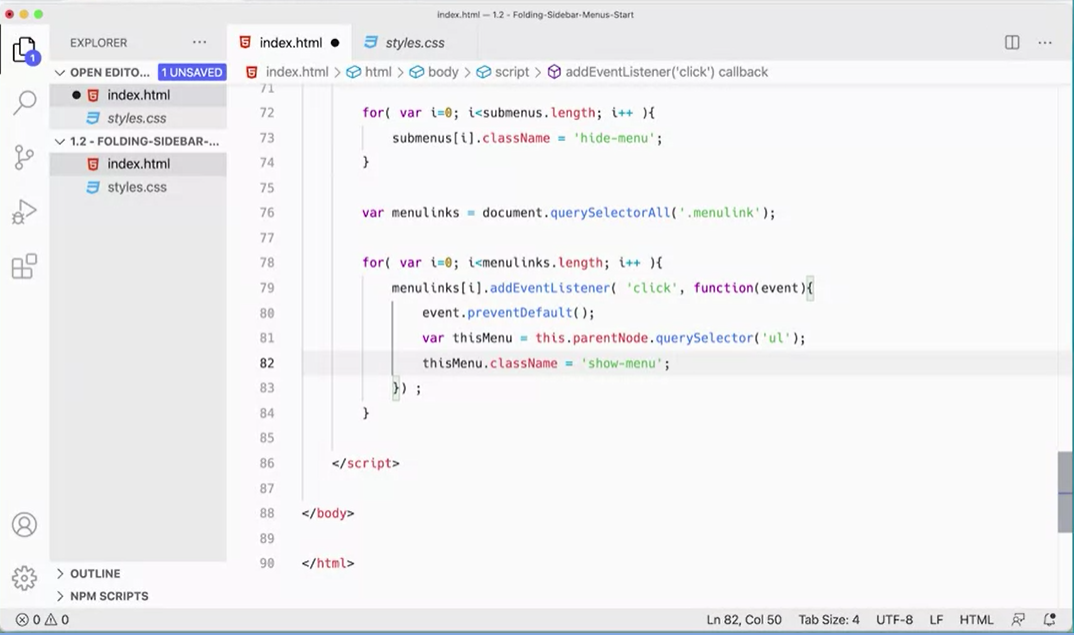 index.html — 1.2 - Folding-Sidebar-Menus-Start
EXPLORER
index.html
styles.css
OPEN EDITO... 1 UNSAVED
index.html > html > body > script > addEventListener('click') callback
index.html
styles.css
1.2 - FOLDING-SIDEBAR-...
index.html
styles.css
1
71
72 for( var i=0; i<submenus.length; i++ ){
73 submenus[i].className = 'hide-menu';
74 }
75
76 var menulinks = document.querySelectorAll('.menulink');
77
78 for( var i=0; i<menulinks.length; i++ ){
79 menulinks[i].addEventListener( 'click', function(event){
80 event.preventDefault();
81 var thisMenu = this.parentNode.querySelector('ul');
82 thisMenu.className = 'show-menu';
83 }) ;
84 }
85
86 </script>
87
88 </body>
89
90 </html>
OUTLINE
NPM SCRIPTS
0 0
Ln 82, Col 50 Tab Size: 4 UTF-8 LF HTML